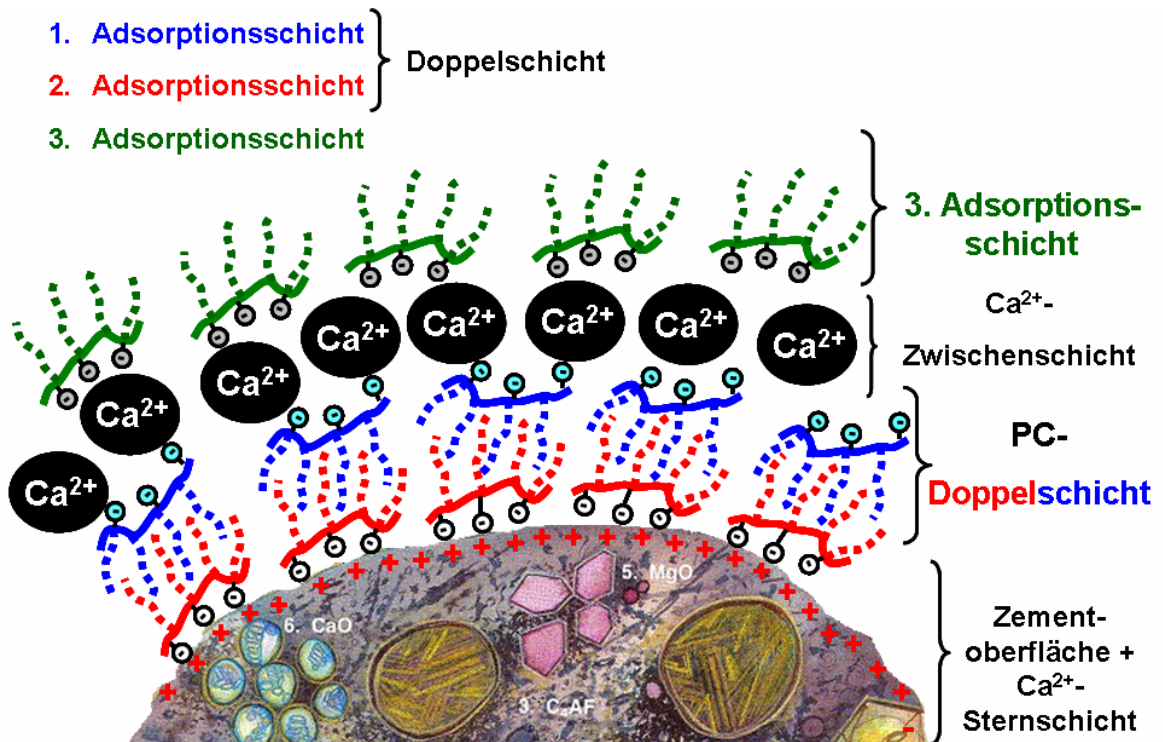 1. Adsorptionsschicht
2. Adsorptionsschicht
Doppelschicht
3. Adsorptionsschicht
3. Adsorptions-
schicht
Ca²⁺-
Zwischenschicht
Ca²⁺
Ca²⁺
Ca²⁺
Ca²⁺
Ca²⁺
Ca²⁺
Ca²⁺
Ca²⁺
PC-
Doppelschicht
5. MgO
6. CaO
3. C₄AF
Zement-
oberfläche +
Ca²⁺-
Sternschicht